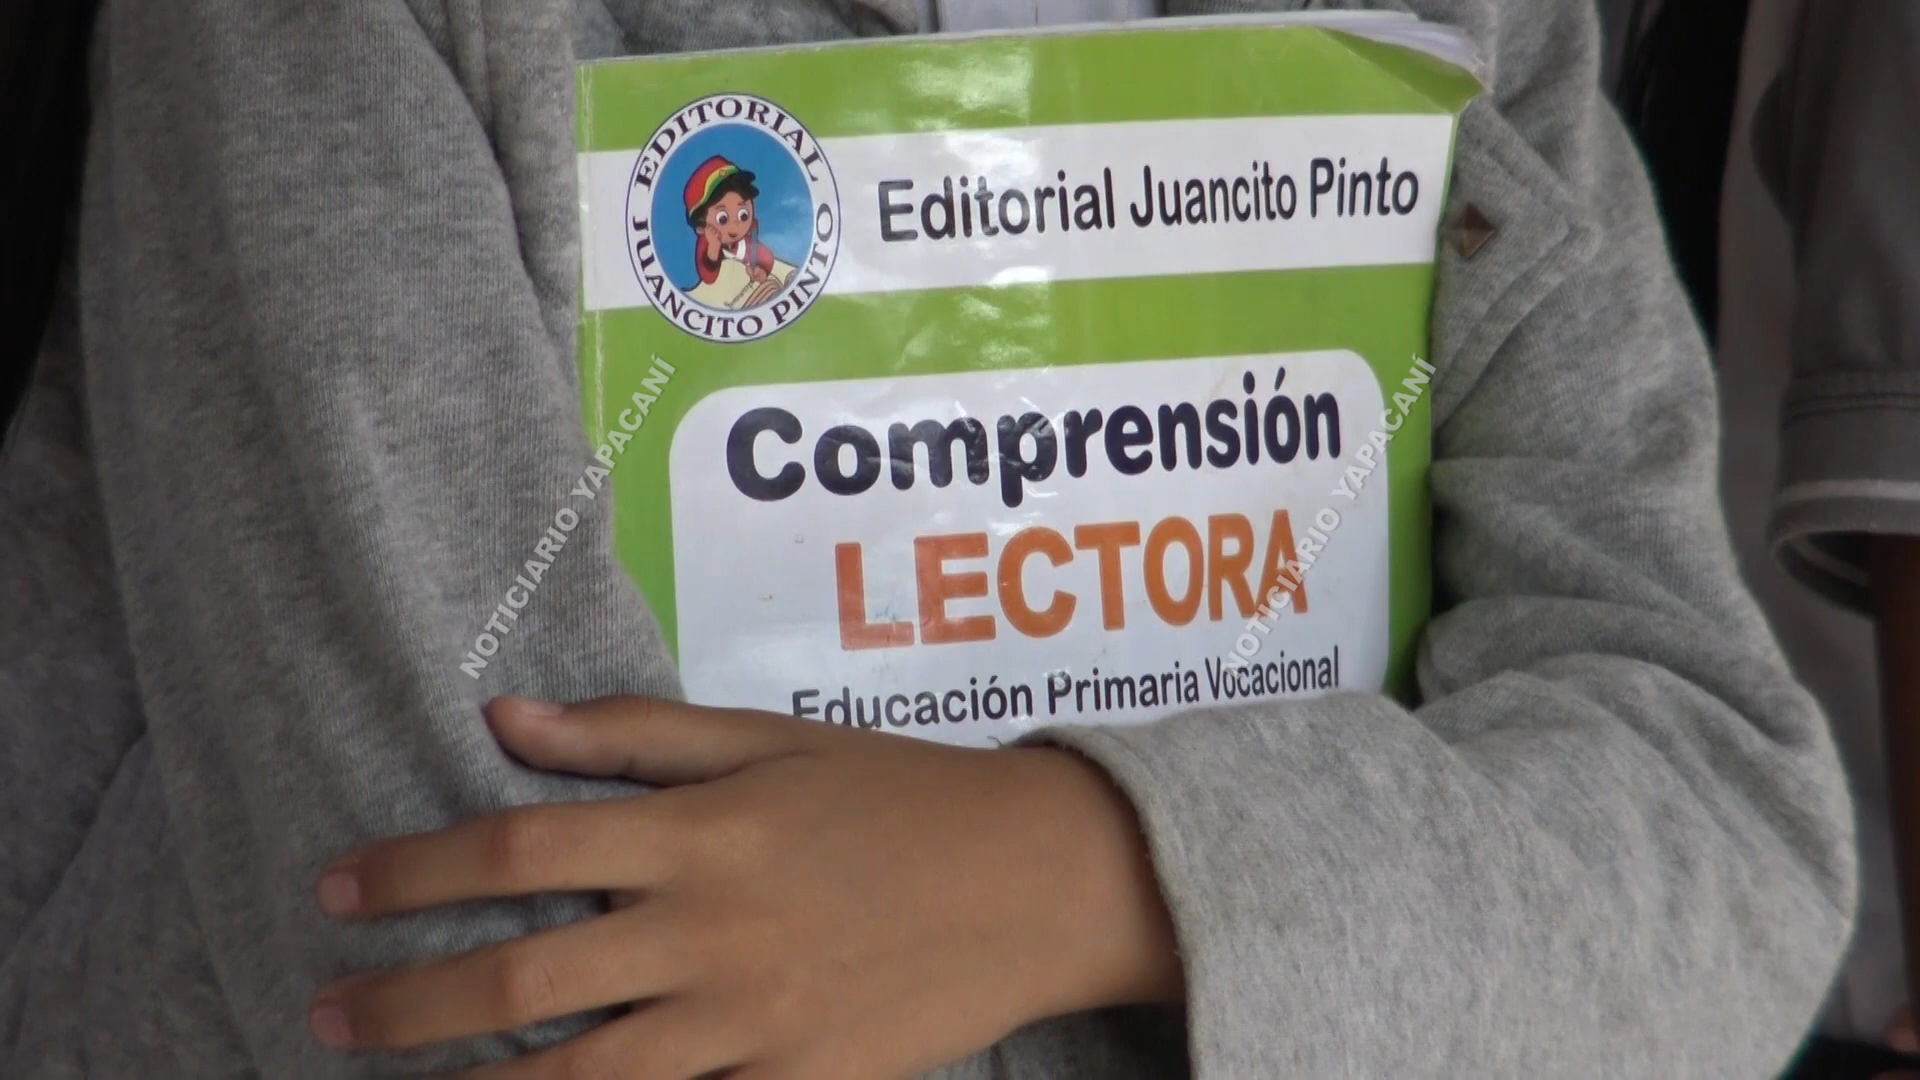 EDITORIAL
JUANCITO PINTO
Editorial Juancito Pinto
Comprensión
LECTORA
Educación Primaria Vocacional
NOTICIARIO YAPACANÍ
NOTICIARIO YAPACANÍ